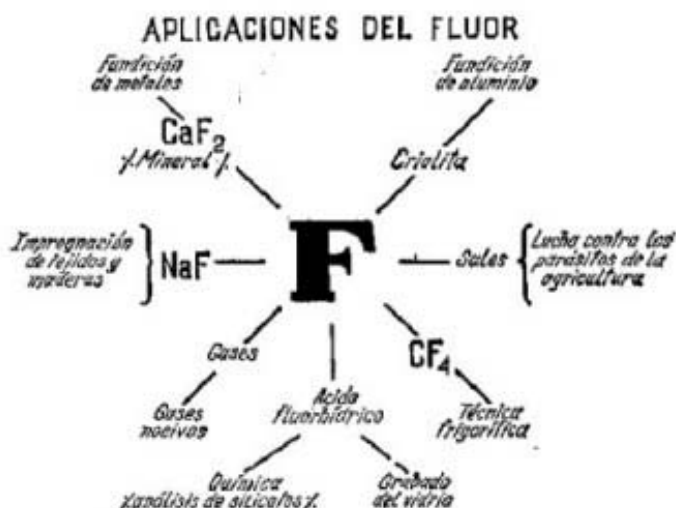 APLICACIONES DEL FLUOR
Fundición
de metales
Fundición
de aluminio
CaF₂
⁒Mineral⁒
Criolita
F
Impregnación
de tejidos y
maderas
NaF
Sales
Lucha contra los
parásitos de la
agricultura
Gases
CF₄
Gases
nocivos
Acido
fluorhídrico
Técnica
frigorífica
Química
⁒análisis de silicatos⁒
Grabado
del vidrio